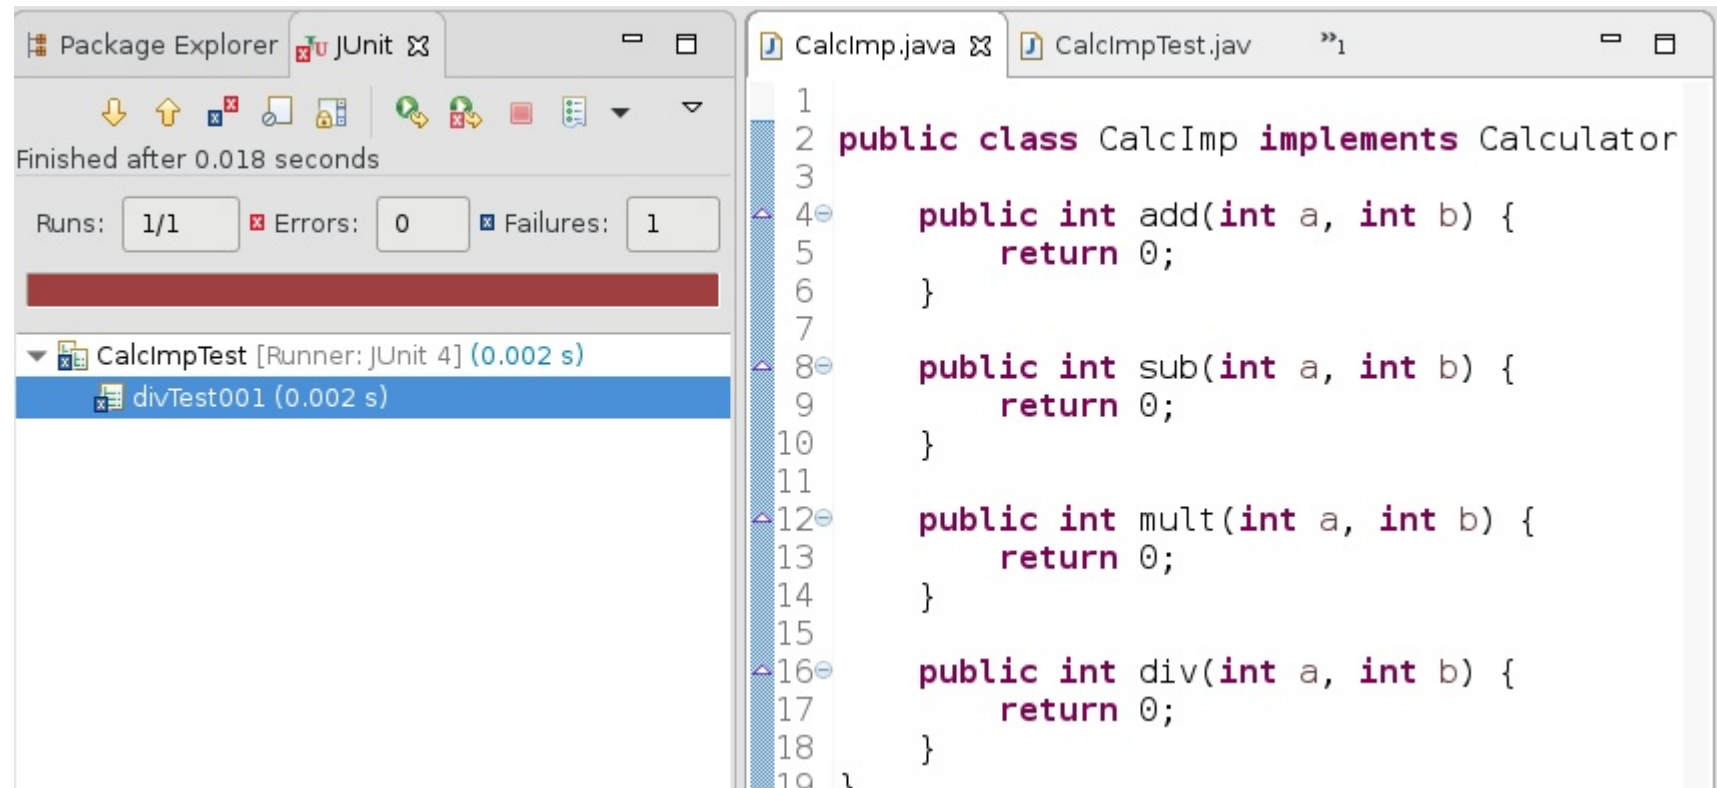 Package Explorer JUnit
Finished after 0.018 seconds
Runs: 1/1 Errors: 0 Failures: 1
CalcImpTest [Runner: JUnit 4] (0.002 s)
divTest001 (0.002 s)
CalcImp.java CalcImpTest.jav »1
1
2 public class CalcImp implements Calculator
3
4 public int add(int a, int b) {
5 return 0;
6 }
7
8 public int sub(int a, int b) {
9 return 0;
10 }
11
12 public int mult(int a, int b) {
13 return 0;
14 }
15
16 public int div(int a, int b) {
17 return 0;
18 }
19 }